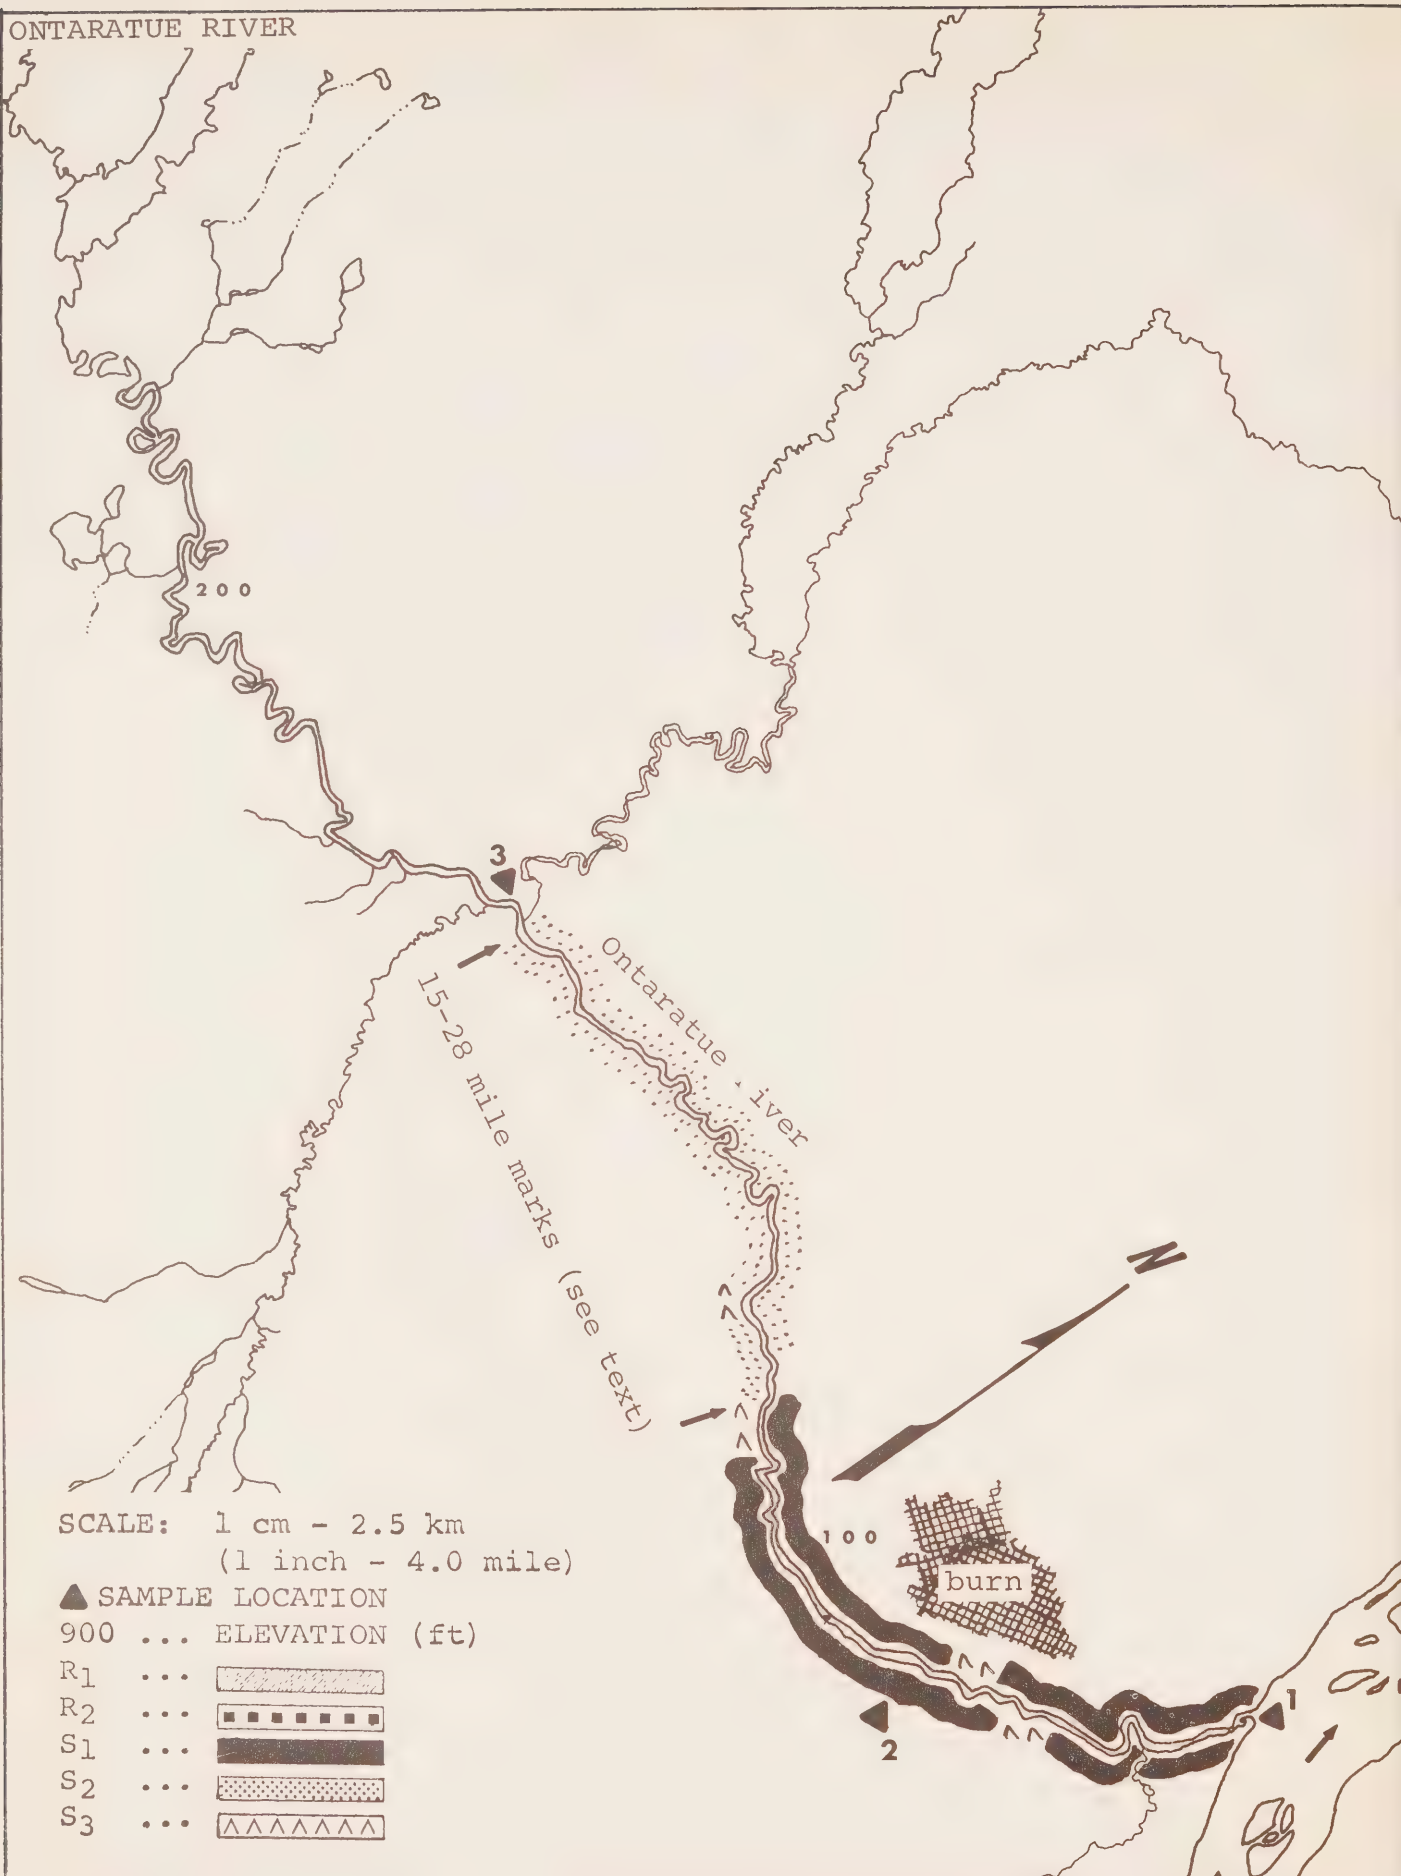 ONTARATUE RIVER
200
3
Ontaratue iver
15-28 mile marks (see text)
N
100
burn
1
2
SCALE: 1 cm - 2.5 km
(1 inch - 4.0 mile)
SAMPLE LOCATION
900 ... ELEVATION (ft)
R1 ...
R2 ...
S1 ...
S2 ...
S3 ...